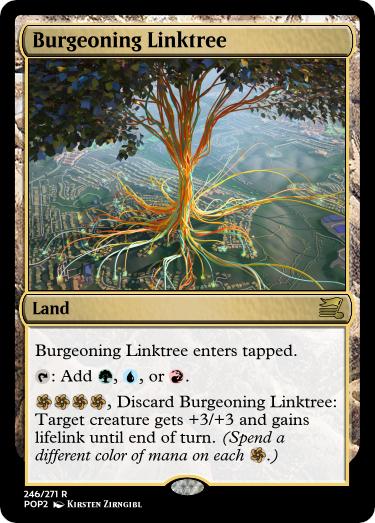 Burgeoning Linktree
Land
Burgeoning Linktree enters tapped.
: Add , , or .
, Discard Burgeoning Linktree:
Target creature gets +3/+3 and gains
lifelink until end of turn. (Spend a
different color of mana on each .)
246/271 R
POP2 Kirsten Zirngibl